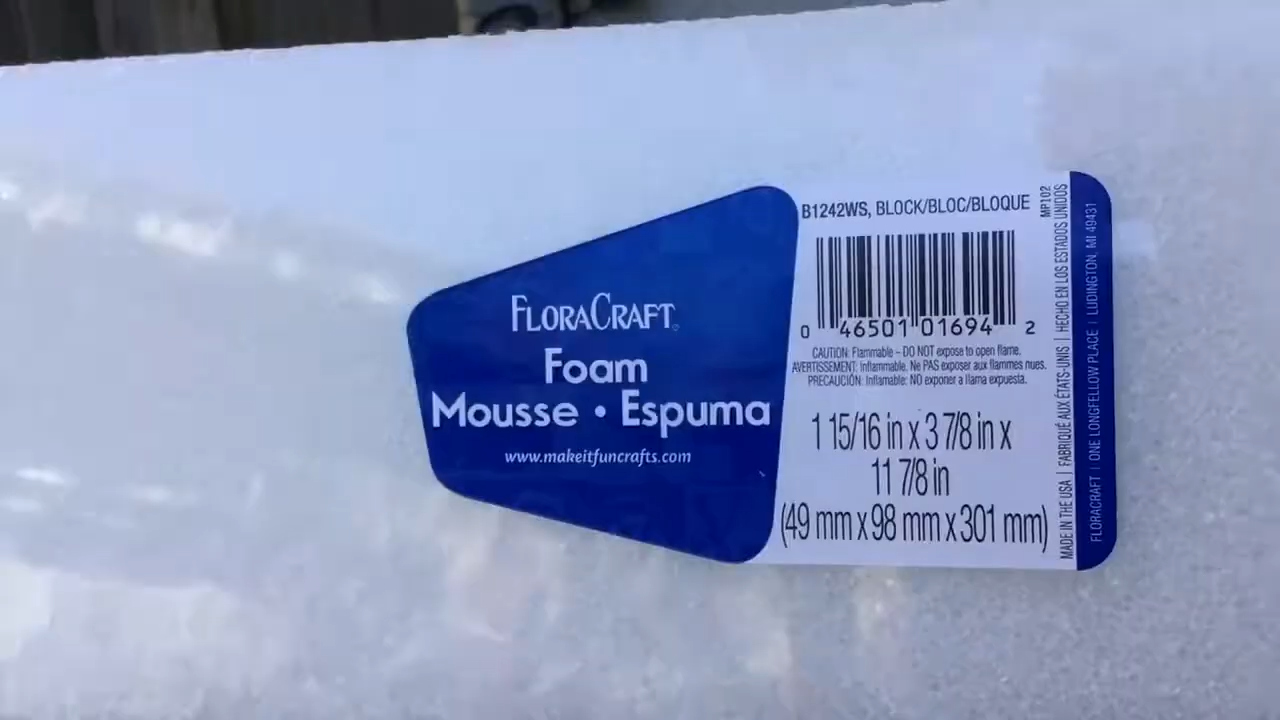 FLORACRAFT
Foam
Mousse • Espuma
www.makeitfuncrafts.com
B1242WS, BLOCK/BLOC/BLOQUE
0 46501 01694 2
CAUTION: Flammable – DO NOT expose to open flame.
AVERTISSEMENT: Inflammable. Ne PAS exposer aux flammes nues.
PRECAUCIÓN: Inflamable: NO exponer a llama expuesta.
1 15/16 in x 3 7/8 in x
11 7/8 in
(49 mm x 98 mm x 301 mm)
MP102
MADE IN THE USA | FABRIQUÉ AUX ÉTATS-UNIS | HECHO EN LOS ESTADOS UNIDOS
FLORACRAFT | ONE LONGFELLOW PLACE | LUDINGTON, MI 49431